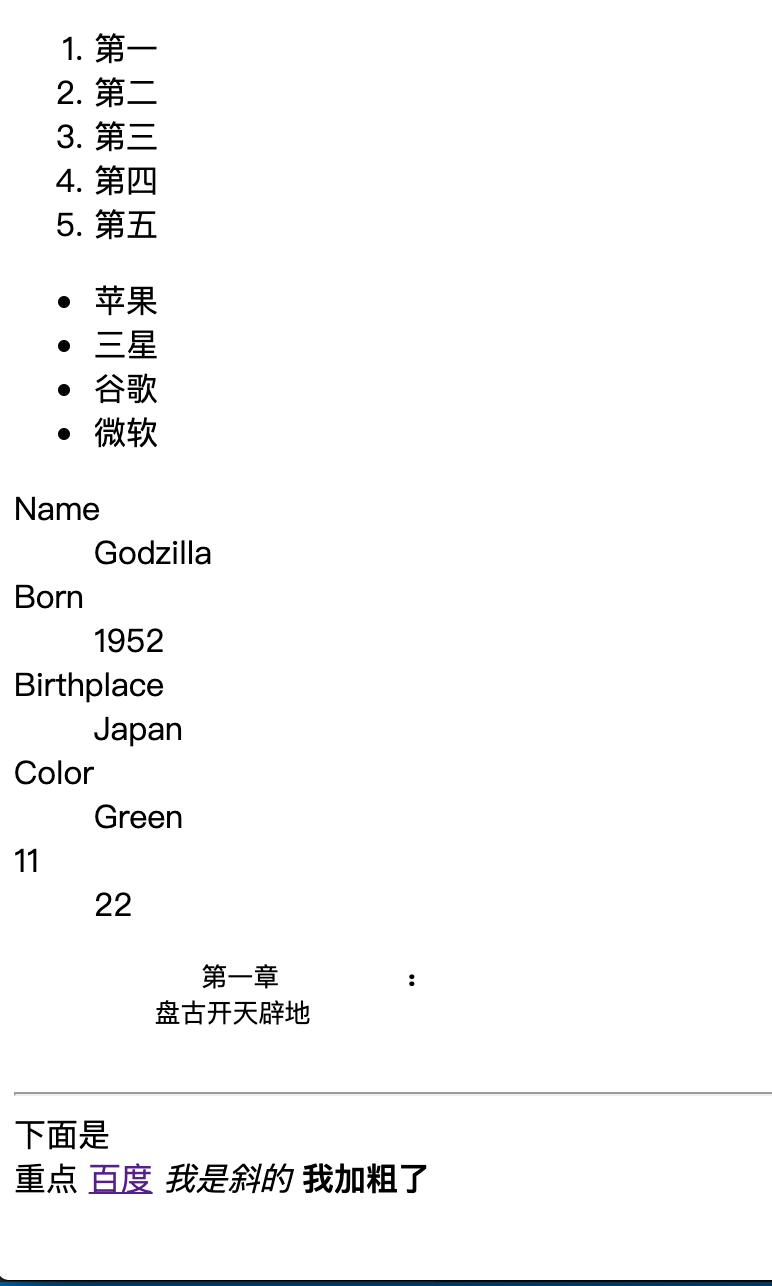 1. 第一
2. 第二
3. 第三
4. 第四
5. 第五
• 苹果
• 三星
• 谷歌
• 微软
Name
Godzilla
Born
1952
Birthplace
Japan
Color
Green
11
22
第一章 ：
盘古开天辟地
下面是
重点 百度 我是斜的 我加粗了